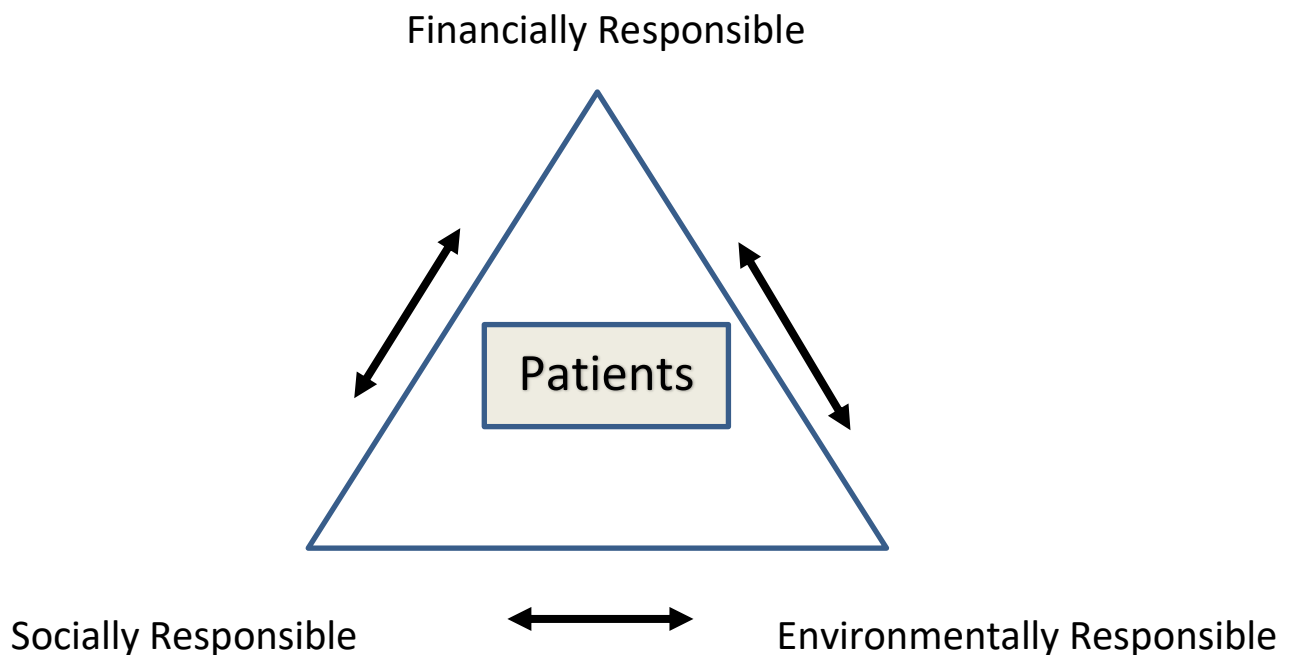 Financially Responsible
Patients
Socially Responsible
Environmentally Responsible